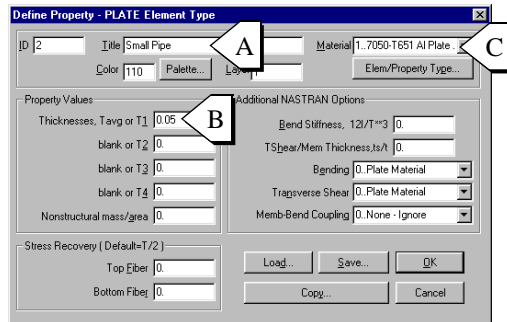 Define Property - PLATE Element Type
ID 2 Title Small Pipe A Material 1..7050-T651 Al Plate . C
Color 110 Palette... Layer 1 Elem/Property Type...
Property Values Additional NASTRAN Options
Thicknesses, Tavg or T1 0.05 B Bend Stiffness, 12I/T**3 0.
blank or T2 0. TShear/Mem Thickness,ts/t 0.
blank or T3 0. Bending 0..Plate Material
blank or T4 0. Transverse Shear 0..Plate Material
Nonstructural mass/area 0. Memb-Bend Coupling 0..None - Ignore
Stress Recovery ( Default=T/2 )
Top Fiber 0. Load... Save... OK
Bottom Fiber 0. Copy... Cancel